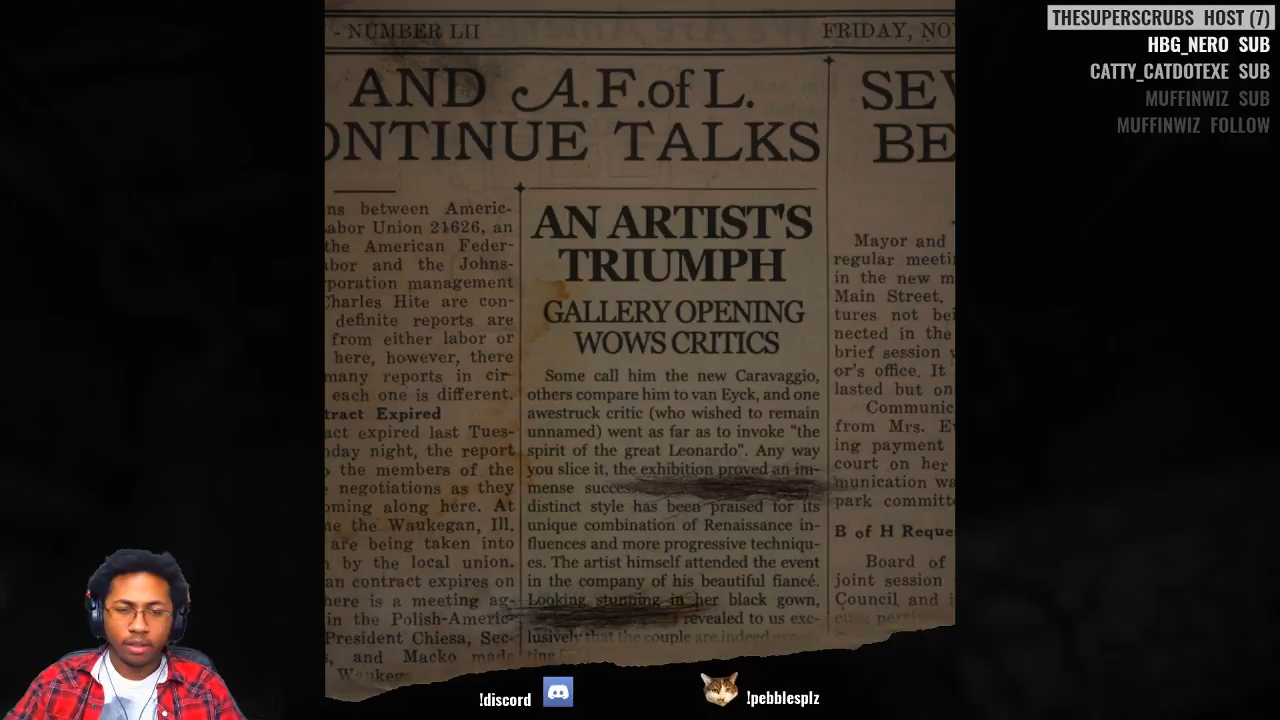 - NUMBER LII
FRIDAY, NO
AND A.F.of L.
ONTINUE TALKS
SE
BE
ns between Americ-
abor Union 21626, an
the American Feder-
bor and the Johns-
poration management
Charles Hite are con-
definite reports are
from either labor or
here, however, there
many reports in cir-
each one is different.
tract Expired
act expired last Tues-
day night, the report
the members of the
negotiations as they
oming along here. At
e the Waukegan, Ill.
are being taken into
by the local union.
an contract expires on
here is a meeting ag-
in the Polish-Americ-
President Chiesa, Sec-
, and Macko made
Waukeg
AN ARTIST'S
TRIUMPH
GALLERY OPENING
WOWS CRITICS
Some call him the new Caravaggio,
others compare him to van Eyck, and one
awestruck critic (who wished to remain
unnamed) went as far as to invoke "the
spirit of the great Leonardo". Any way
you slice it, the exhibition proved an im-
mense succes
distinct style has been praised for its
unique combination of Renaissance in-
fluences and more progressive techniqu-
es. The artist himself attended the event
in the company of his beautiful fiancé.
Looking stunning in her black gown,
revealed to us exc-
lusively that the couple are indeed expec-
ting
Mayor and
regular meeti
in the new m
Main Street.
tures not bei
nected in the
brief session
or's office. It
lasted but on
Communic
from Mrs. E
ing payment
court on her
munication wa
park committe
B of H Reque
Board of
joint session
Council and i
THESUPERSCRUBS HOST (7)
HBG_NERO SUB
CATTY_CATDOTEXE SUB
MUFFINWIZ SUB
MUFFINWIZ FOLLOW
!discord
!pebblesplz